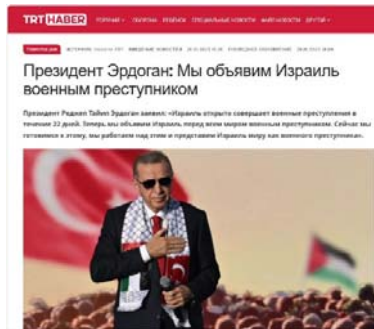 TRT HABER
Президент Эрдоган: Мы объявим Израиль
военным преступником
Президент Реджеп Тайип Эрдоган заявил: «Израиль открыто совершает военные преступления в
течение 22 дней. Теперь мы объявим Израиль перед всем миром военным преступником. Сейчас мы
готовимся к этому, мы работаем над этим и представим Израиль миру как военного преступника».